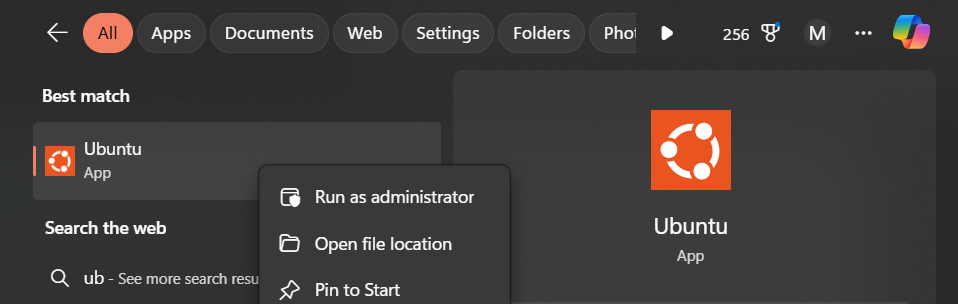 All Apps Documents Web Settings Folders Phot 256 M
Best match
Ubuntu
App
Run as administrator
Open file location
Pin to Start
Search the web
ub - See more search resu
Ubuntu
App